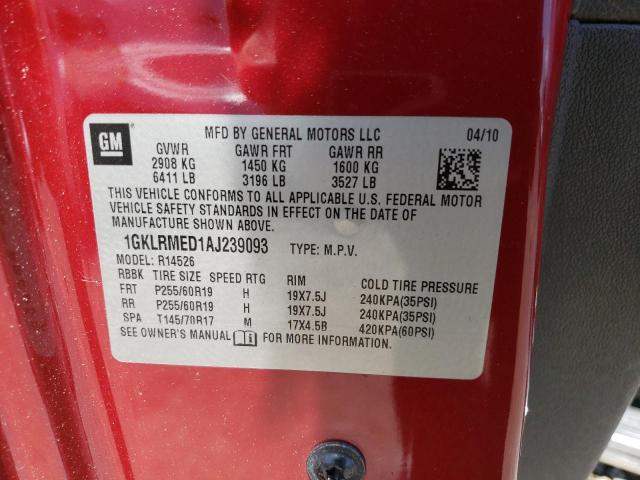 GM
MFD BY GENERAL MOTORS LLC 04/10
GVWR GAWR FRT GAWR RR
2908 KG 1450 KG 1600 KG
6411 LB 3196 LB 3527 LB
THIS VEHICLE CONFORMS TO ALL APPLICABLE U.S. FEDERAL MOTOR
VEHICLE SAFETY STANDARDS IN EFFECT ON THE DATE OF
MANUFACTURE SHOWN ABOVE.
1GKLRMED1AJ239093 TYPE: M.P.V.
MODEL: R14526
RBBK TIRE SIZE SPEED RTG RIM COLD TIRE PRESSURE
FRT P255/60R19 H 19X7.5J 240KPA(35PSI)
RR P255/60R19 H 19X7.5J 240KPA(35PSI)
SPA T145/70R17 M 17X4.5B 420KPA(60PSI)
SEE OWNER'S MANUAL FOR MORE INFORMATION.